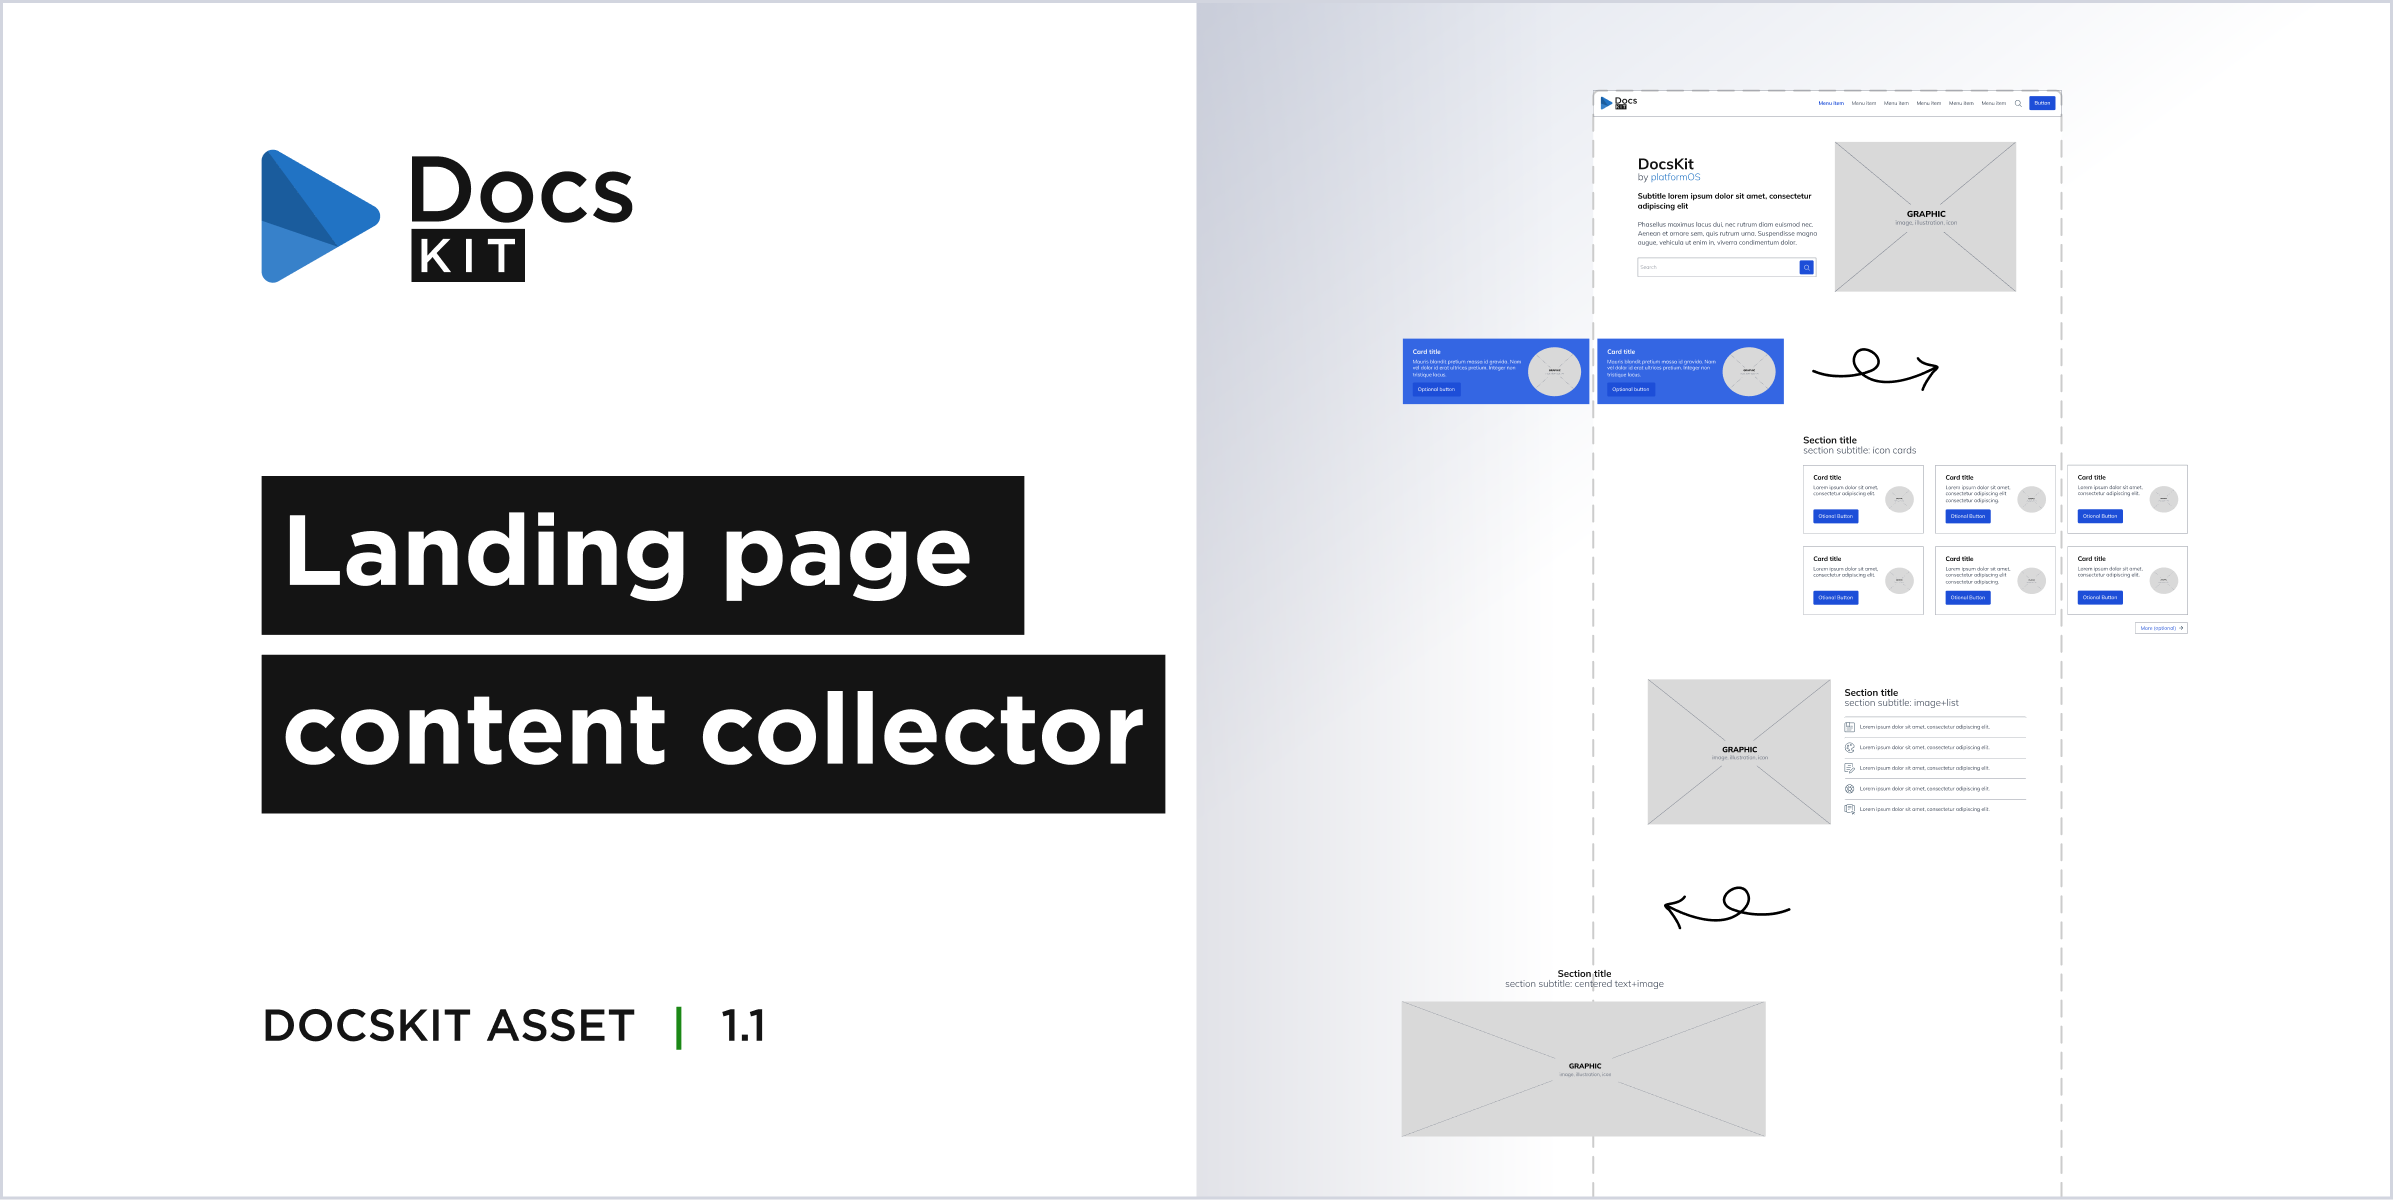 Docs
KIT
Landing page
content collector
DOCSKIT ASSET | 1.1
Docs
KIT
Menu item Menu item Menu item Menu item Menu item Menu item Button
DocsKit
by platformOS
Subtitle lorem ipsum dolor sit amet, consectetur
adipiscing elit
Phasellus maximus lacus dui, nec rutrum diam euismod nec.
Aenean et ornare sem, quis rutrum urna. Suspendisse magna
augue, vehicula ut enim in, viverra condimentum dolor.
Search
GRAPHIC
Image, illustration, icon
Card title
Mauris blandit pretium massa id gravida. Nam
vel dolor id erat ultrices pretium. Integer non
tristique lacus.
Optional button
Card title
Mauris blandit pretium massa id gravida. Nam
vel dolor id erat ultrices pretium. Integer non
tristique lacus.
Optional button
Section title
section subtitle: icon cards
Card title
Lorem ipsum dolor sit amet,
consectetur adipiscing elit.
Otional Button
Card title
Lorem ipsum dolor sit amet,
consectetur adipiscing elit
consectetur adipiscing.
Otional Button
Card title
Lorem ipsum dolor sit amet,
consectetur adipiscing elit.
Otional Button
Card title
Lorem ipsum dolor sit amet,
consectetur adipiscing elit.
Otional Button
Card title
Lorem ipsum dolor sit amet,
consectetur adipiscing elit
consectetur adipiscing.
Otional Button
Card title
Lorem ipsum dolor sit amet,
consectetur adipiscing elit.
Otional Button
More (optional)
GRAPHIC
Image, illustration, icon
Section title
section subtitle: image+list
Lorem ipsum dolor sit amet, consectetur adipiscing elit.
Lorem ipsum dolor sit amet, consectetur adipiscing elit.
Lorem ipsum dolor sit amet, consectetur adipiscing elit.
Lorem ipsum dolor sit amet, consectetur adipiscing elit
Lorem ipsum dolor sit amet, consectetur adipiscing elit.
Section title
section subtitle: centered text+image
GRAPHIC
Image, illustration, icon